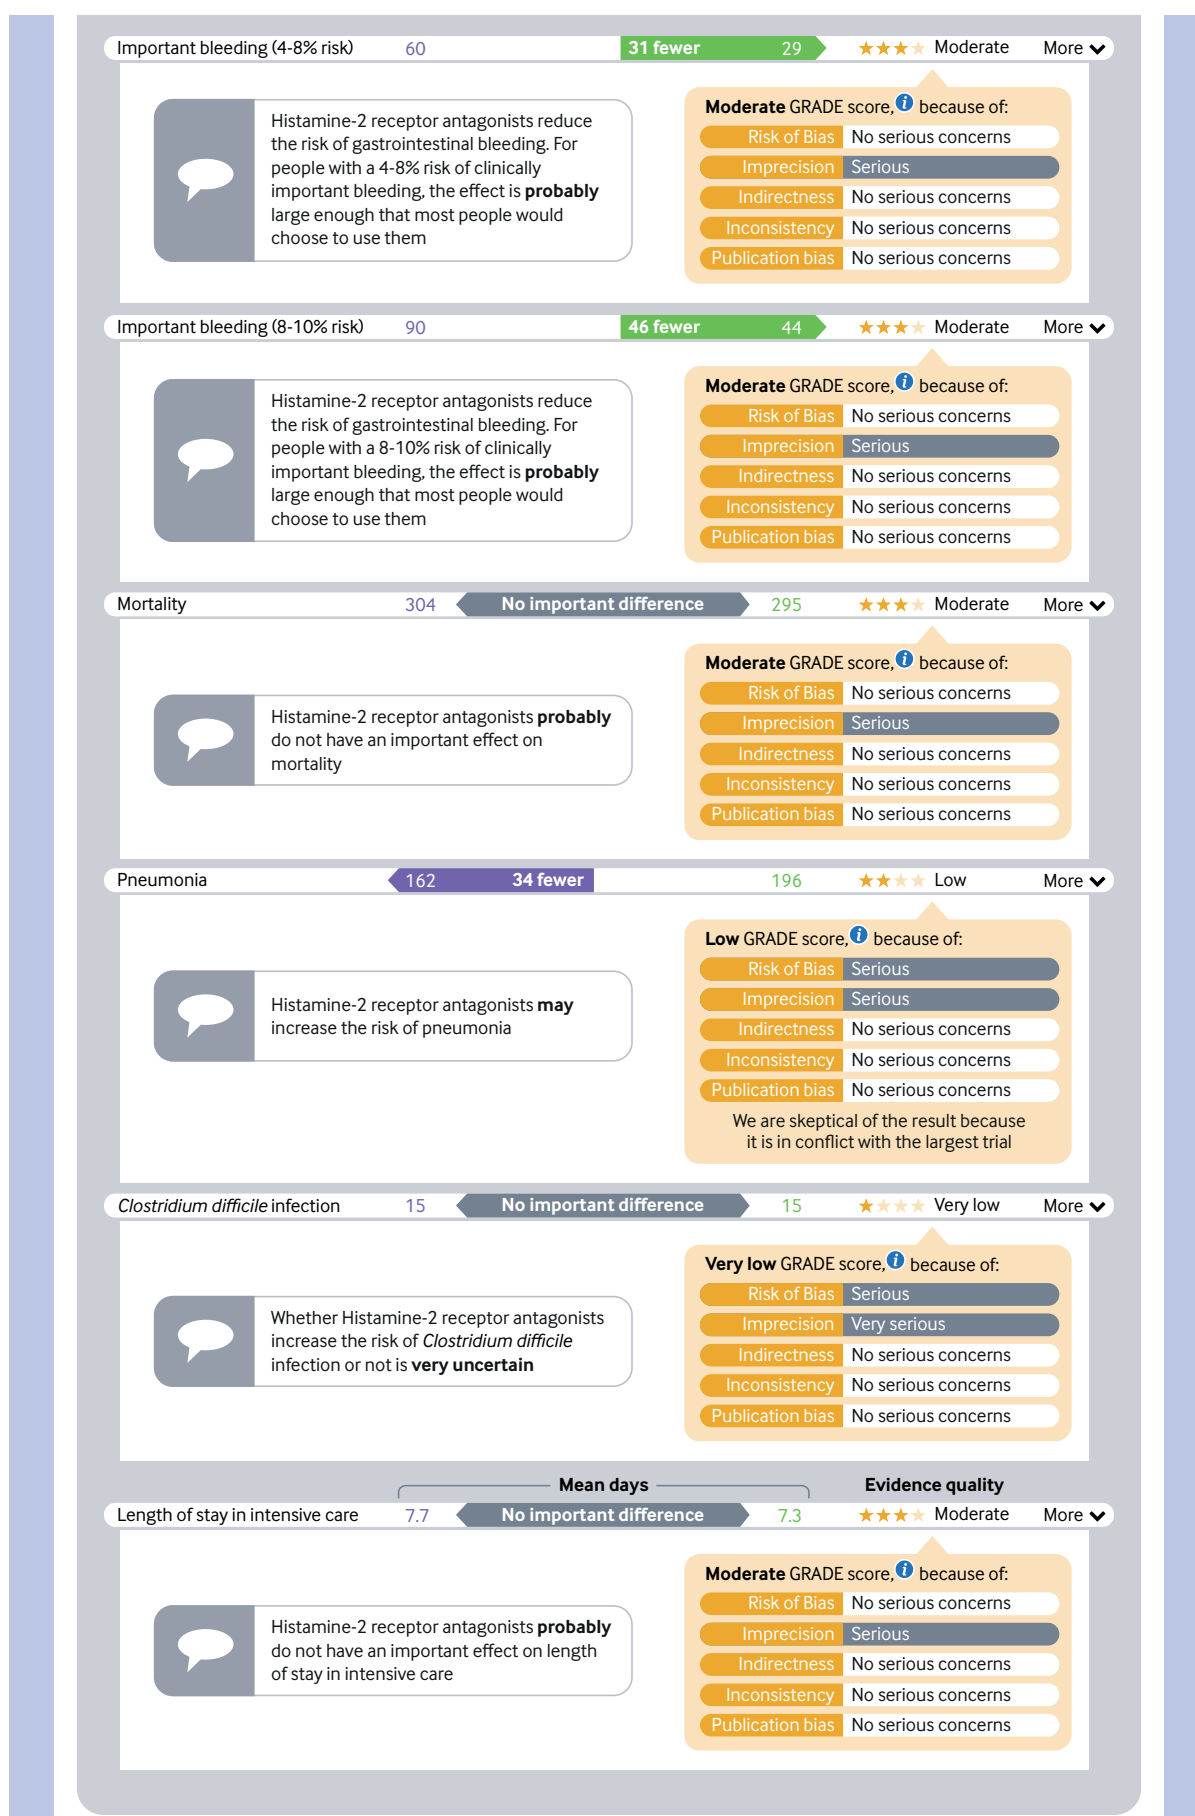 Important bleeding (4-8% risk) 60 31 fewer 29 ★★★★ Moderate More
Histamine-2 receptor antagonists reduce
the risk of gastrointestinal bleeding. For
people with a 4-8% risk of clinically
important bleeding, the effect is probably
large enough that most people would
choose to use them
Moderate GRADE score, i because of:
Risk of Bias No serious concerns
Imprecision Serious
Indirectness No serious concerns
Inconsistency No serious concerns
Publication bias No serious concerns
Important bleeding (8-10% risk) 90 46 fewer 44 ★★★★ Moderate More
Histamine-2 receptor antagonists reduce
the risk of gastrointestinal bleeding. For
people with a 8-10% risk of clinically
important bleeding, the effect is probably
large enough that most people would
choose to use them
Moderate GRADE score, i because of:
Risk of Bias No serious concerns
Imprecision Serious
Indirectness No serious concerns
Inconsistency No serious concerns
Publication bias No serious concerns
Mortality 304 No important difference 295 ★★★★ Moderate More
Histamine-2 receptor antagonists probably
do not have an important effect on
mortality
Moderate GRADE score, i because of:
Risk of Bias No serious concerns
Imprecision Serious
Indirectness No serious concerns
Inconsistency No serious concerns
Publication bias No serious concerns
Pneumonia 162 34 fewer 196 ★★★★ Low More
Histamine-2 receptor antagonists may
increase the risk of pneumonia
Low GRADE score, i because of:
Risk of Bias Serious
Imprecision Serious
Indirectness No serious concerns
Inconsistency No serious concerns
Publication bias No serious concerns
We are skeptical of the result because
it is in conflict with the largest trial
Clostridium difficile infection 15 No important difference 15 ★★★★ Very low More
Whether Histamine-2 receptor antagonists
increase the risk of Clostridium difficile
infection or not is very uncertain
Very low GRADE score, i because of:
Risk of Bias Serious
Imprecision Very serious
Indirectness No serious concerns
Inconsistency No serious concerns
Publication bias No serious concerns
Mean days Evidence quality
Length of stay in intensive care 7.7 No important difference 7.3 ★★★★ Moderate More
Histamine-2 receptor antagonists probably
do not have an important effect on length
of stay in intensive care
Moderate GRADE score, i because of:
Risk of Bias No serious concerns
Imprecision Serious
Indirectness No serious concerns
Inconsistency No serious concerns
Publication bias No serious concerns